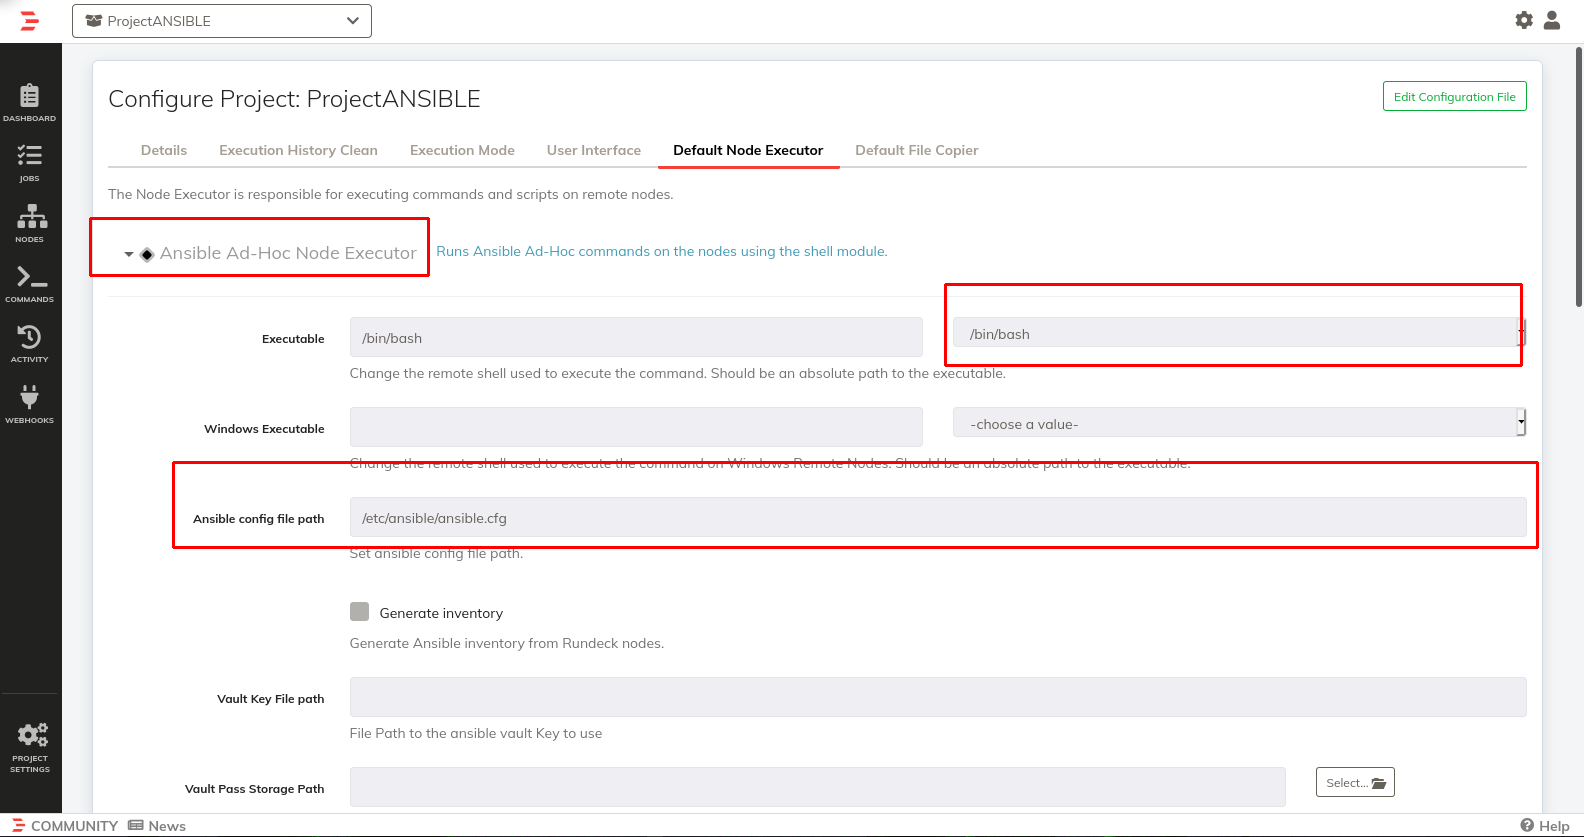 ProjectANSIBLE
Configure Project: ProjectANSIBLE
Edit Configuration File
Details Execution History Clean Execution Mode User Interface Default Node Executor Default File Copier
The Node Executor is responsible for executing commands and scripts on remote nodes.
Ansible Ad-Hoc Node Executor Runs Ansible Ad-Hoc commands on the nodes using the shell module.
Executable /bin/bash /bin/bash
Change the remote shell used to execute the command. Should be an absolute path to the executable.
Windows Executable -choose a value-
Change the remote shell used to execute the command on Windows Remote Nodes. Should be an absolute path to the executable.
Ansible config file path /etc/ansible/ansible.cfg
Set ansible config file path.
Generate inventory
Generate Ansible inventory from Rundeck nodes.
Vault Key File path
File Path to the ansible vault Key to use
Vault Pass Storage Path Select...
DASHBOARD
JOBS
NODES
COMMANDS
ACTIVITY
WEBHOOKS
PROJECT
SETTINGS
COMMUNITY News Help